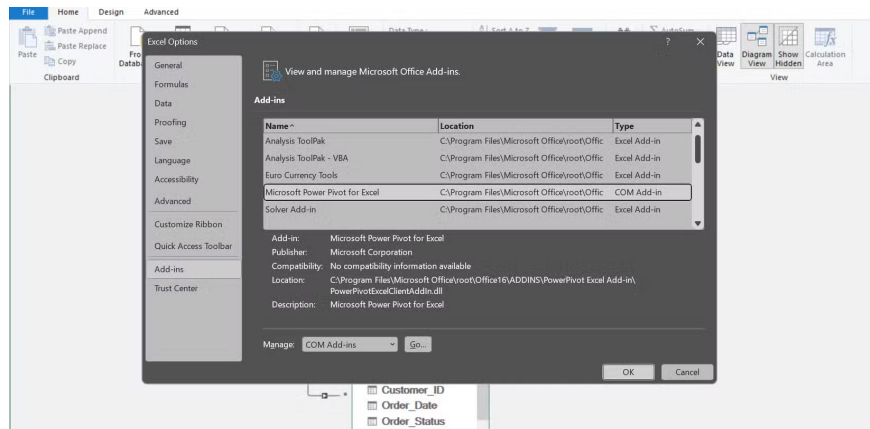 File Home Design Advanced
Paste Append
Paste Replace
Copy
Paste
Clipboard
Data Type :
Sort A to Z
AutoSum
Data View
Diagram View
Show Hidden
Calculation Area
View
Excel Options
? ×
General
Formulas
Data
Proofing
Save
Language
Accessibility
Advanced
Customize Ribbon
Quick Access Toolbar
Add-ins
Trust Center
View and manage Microsoft Office Add-ins.
Add-ins
Name Location Type
Analysis ToolPak C:\Program Files\Microsoft Office\root\Offic Excel Add-in
Analysis ToolPak - VBA C:\Program Files\Microsoft Office\root\Offic Excel Add-in
Euro Currency Tools C:\Program Files\Microsoft Office\root\Offic Excel Add-in
Microsoft Power Pivot for Excel C:\Program Files\Microsoft Office\root\Offic COM Add-in
Solver Add-in C:\Program Files\Microsoft Office\root\Offic Excel Add-in
Add-in: Microsoft Power Pivot for Excel
Publisher: Microsoft Corporation
Compatibility: No compatibility information available
Location: C:\Program Files\Microsoft Office\root\Office16\ADDINS\PowerPivot Excel Add-in\
PowerPivotExcelClientAddIn.dll
Description: Microsoft Power Pivot for Excel
Manage: COM Add-ins Go...
OK Cancel
Customer_ID
Order_Date
Order_Status